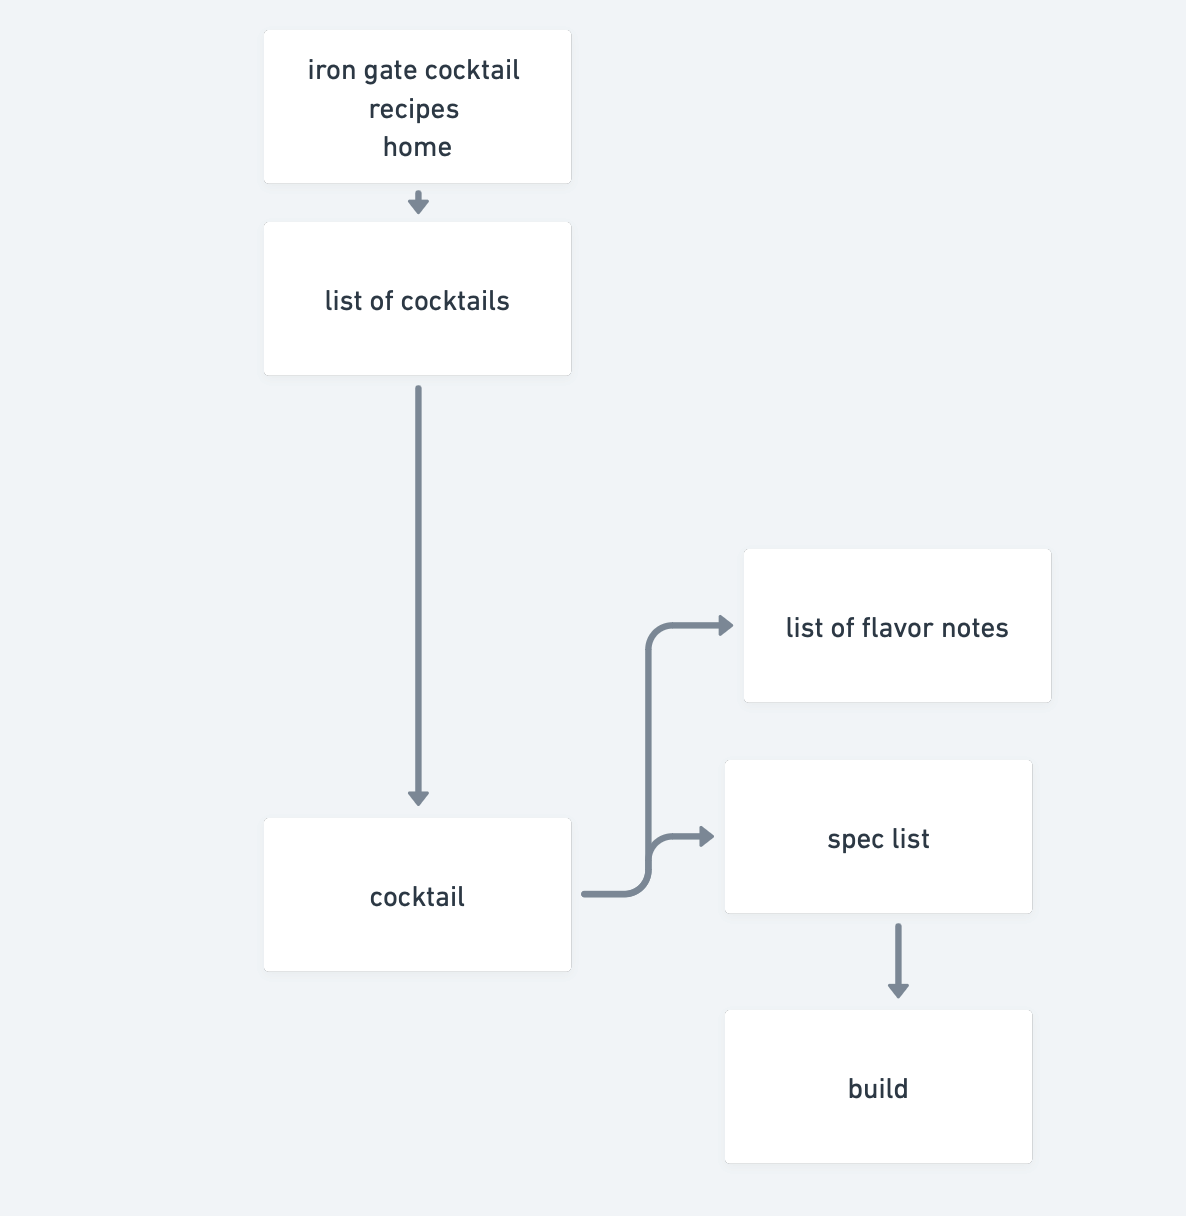 iron gate cocktail
recipes
home
list of cocktails
list of flavor notes
spec list
cocktail
build